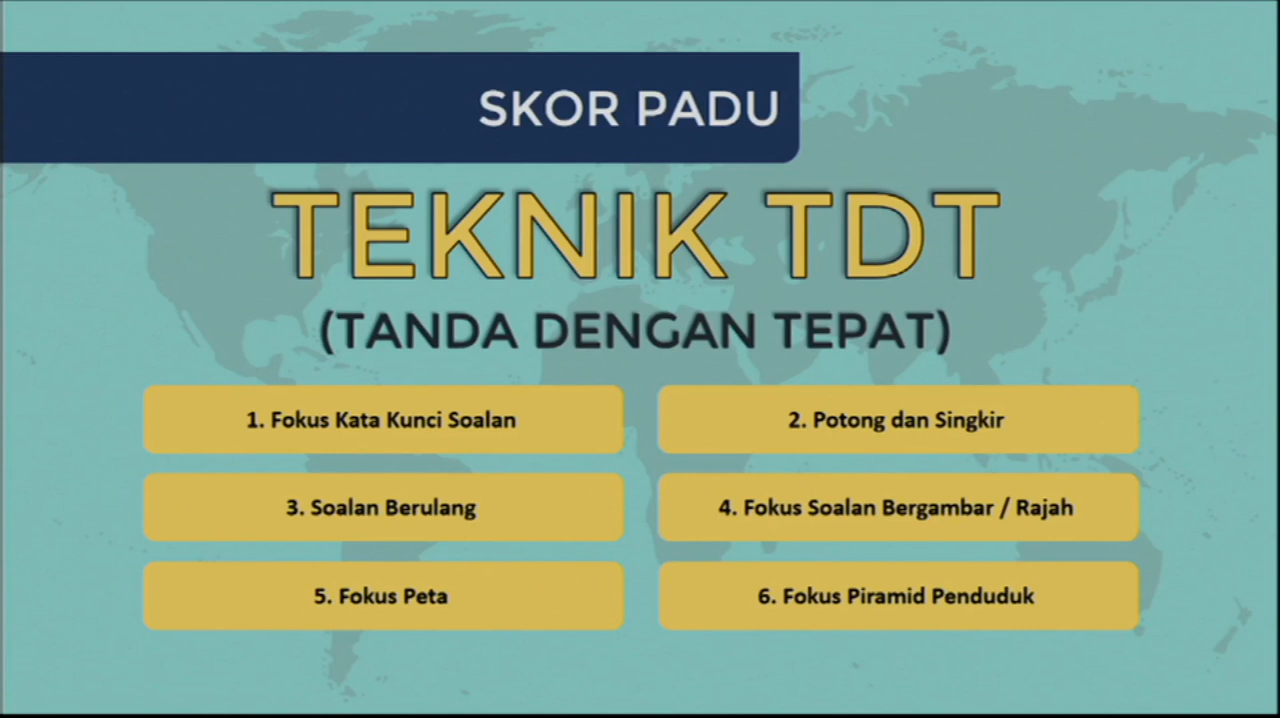 SKOR PADU
TEKNIK TDT
(TANDA DENGAN TEPAT)
1. Fokus Kata Kunci Soalan
2. Potong dan Singkir
3. Soalan Berulang
4. Fokus Soalan Bergambar / Rajah
5. Fokus Peta
6. Fokus Piramid Penduduk